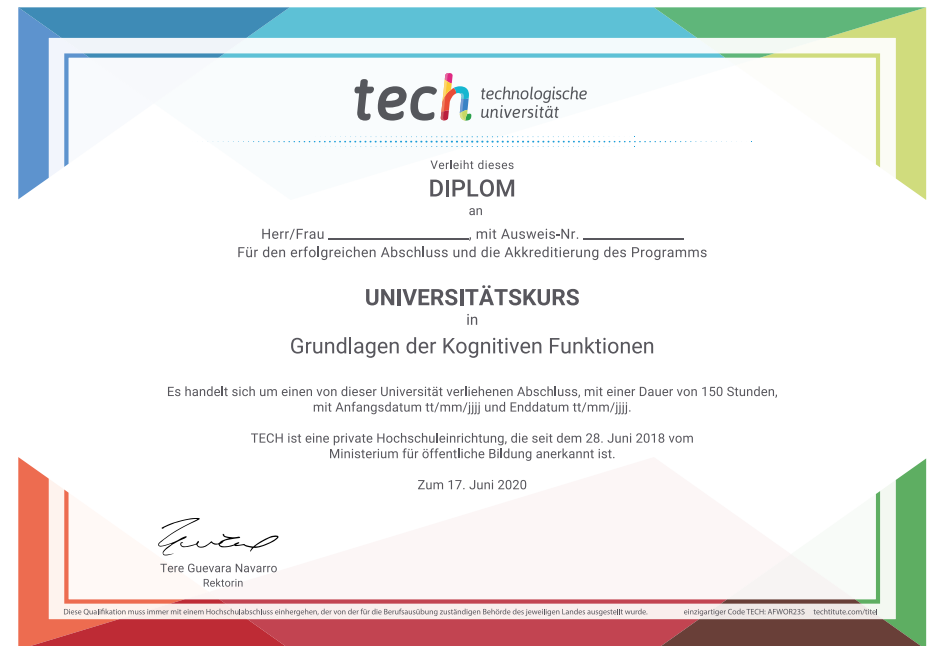 tech technologische
universität
Verleiht dieses
DIPLOM
an
Herr/Frau ____________________, mit Ausweis-Nr. ______________
Für den erfolgreichen Abschluss und die Akkreditierung des Programms
UNIVERSITÄTSKURS
in
Grundlagen der Kognitiven Funktionen
Es handelt sich um einen von dieser Universität verliehenen Abschluss, mit einer Dauer von 150 Stunden,
mit Anfangsdatum tt/mm/jjjj und Enddatum tt/mm/jjjj.
TECH ist eine private Hochschuleinrichtung, die seit dem 28. Juni 2018 vom
Ministerium für öffentliche Bildung anerkannt ist.
Zum 17. Juni 2020
Tere Guevara Navarro
Rektorin
Diese Qualifikation muss immer mit einem Hochschulabschluss einhergehen, der von der für die Berufsausübung zuständigen Behörde des jeweiligen Landes ausgestellt wurde. einzigartiger Code TECH: AFWOR23S techtitute.com/titel